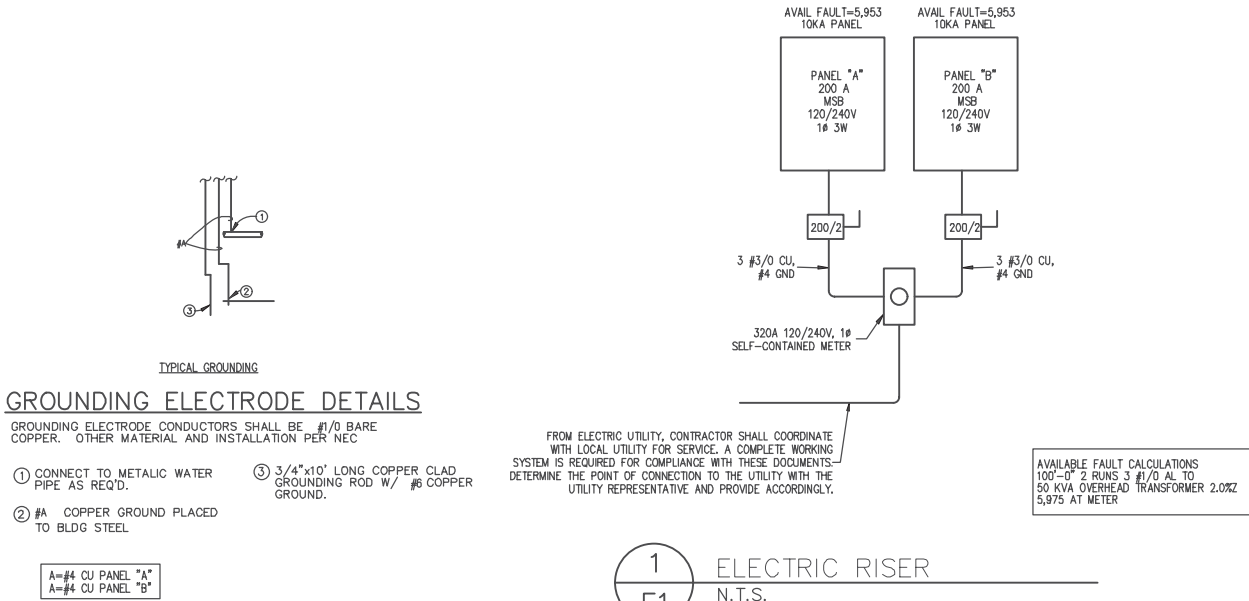 AVAIL FAULT=5,953
10KA PANEL
AVAIL FAULT=5,953
10KA PANEL
PANEL "A"
200 A
MSB
120/240V
1ø 3W
PANEL "B"
200 A
MSB
120/240V
1ø 3W
200/2
200/2
3 #3/0 CU,
#4 GND
3 #3/0 CU,
#4 GND
320A 120/240V, 1ø
SELF-CONTAINED METER
FROM ELECTRIC UTILITY, CONTRACTOR SHALL COORDINATE
WITH LOCAL UTILITY FOR SERVICE. A COMPLETE WORKING
SYSTEM IS REQUIRED FOR COMPLIANCE WITH THESE DOCUMENTS.
DETERMINE THE POINT OF CONNECTION TO THE UTILITY WITH THE
UTILITY REPRESENTATIVE AND PROVIDE ACCORDINGLY.
AVAILABLE FAULT CALCULATIONS
100'-0" 2 RUNS 3 #1/0 AL TO
50 KVA OVERHEAD TRANSFORMER 2.0%Z
5,975 AT METER
1
E1
ELECTRIC RISER
N.T.S.
#A
1
2
3
TYPICAL GROUNDING
GROUNDING ELECTRODE DETAILS
GROUNDING ELECTRODE CONDUCTORS SHALL BE #1/0 BARE
COPPER. OTHER MATERIAL AND INSTALLATION PER NEC
1 CONNECT TO METALIC WATER
PIPE AS REQ'D.
2 #A COPPER GROUND PLACED
TO BLDG STEEL
3 3/4"x10' LONG COPPER CLAD
GROUNDING ROD W/ #6 COPPER
GROUND.
A=#4 CU PANEL "A"
A=#4 CU PANEL "B"